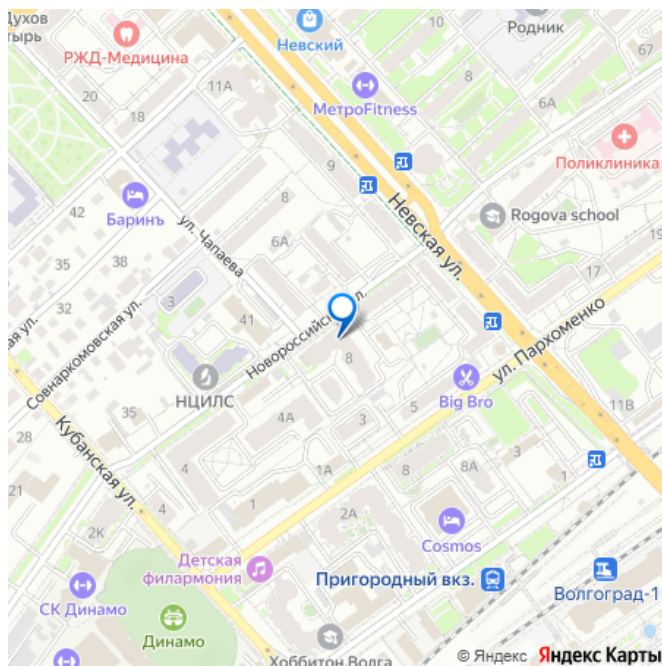 Духов
тырь
Невский
Родник
РЖД-Медицина
67
10
8
11А
20
18
МетроFitness
6А
Поликлиника
9
42
Баринъ
8
Невская ул.
Rogova school
ул. Чапаева
6А
35
38
17
32
3
41
ая ул.
Совнаркомовская ул.
Новороссийск
л.
8
ул. Пархоменко
НЦИЛС
Big Bro
35
4А
3
5
11В
Кубанская ул.
28
4
1А
8
8А
3
1
21
1
4
2А
2К
Cosmos
Детская
филармония
Пригородный вкз.
Волгоград-1
СК Динамо
Динамо
Хоббитон Волга
© Яндекс Яндекс Карты